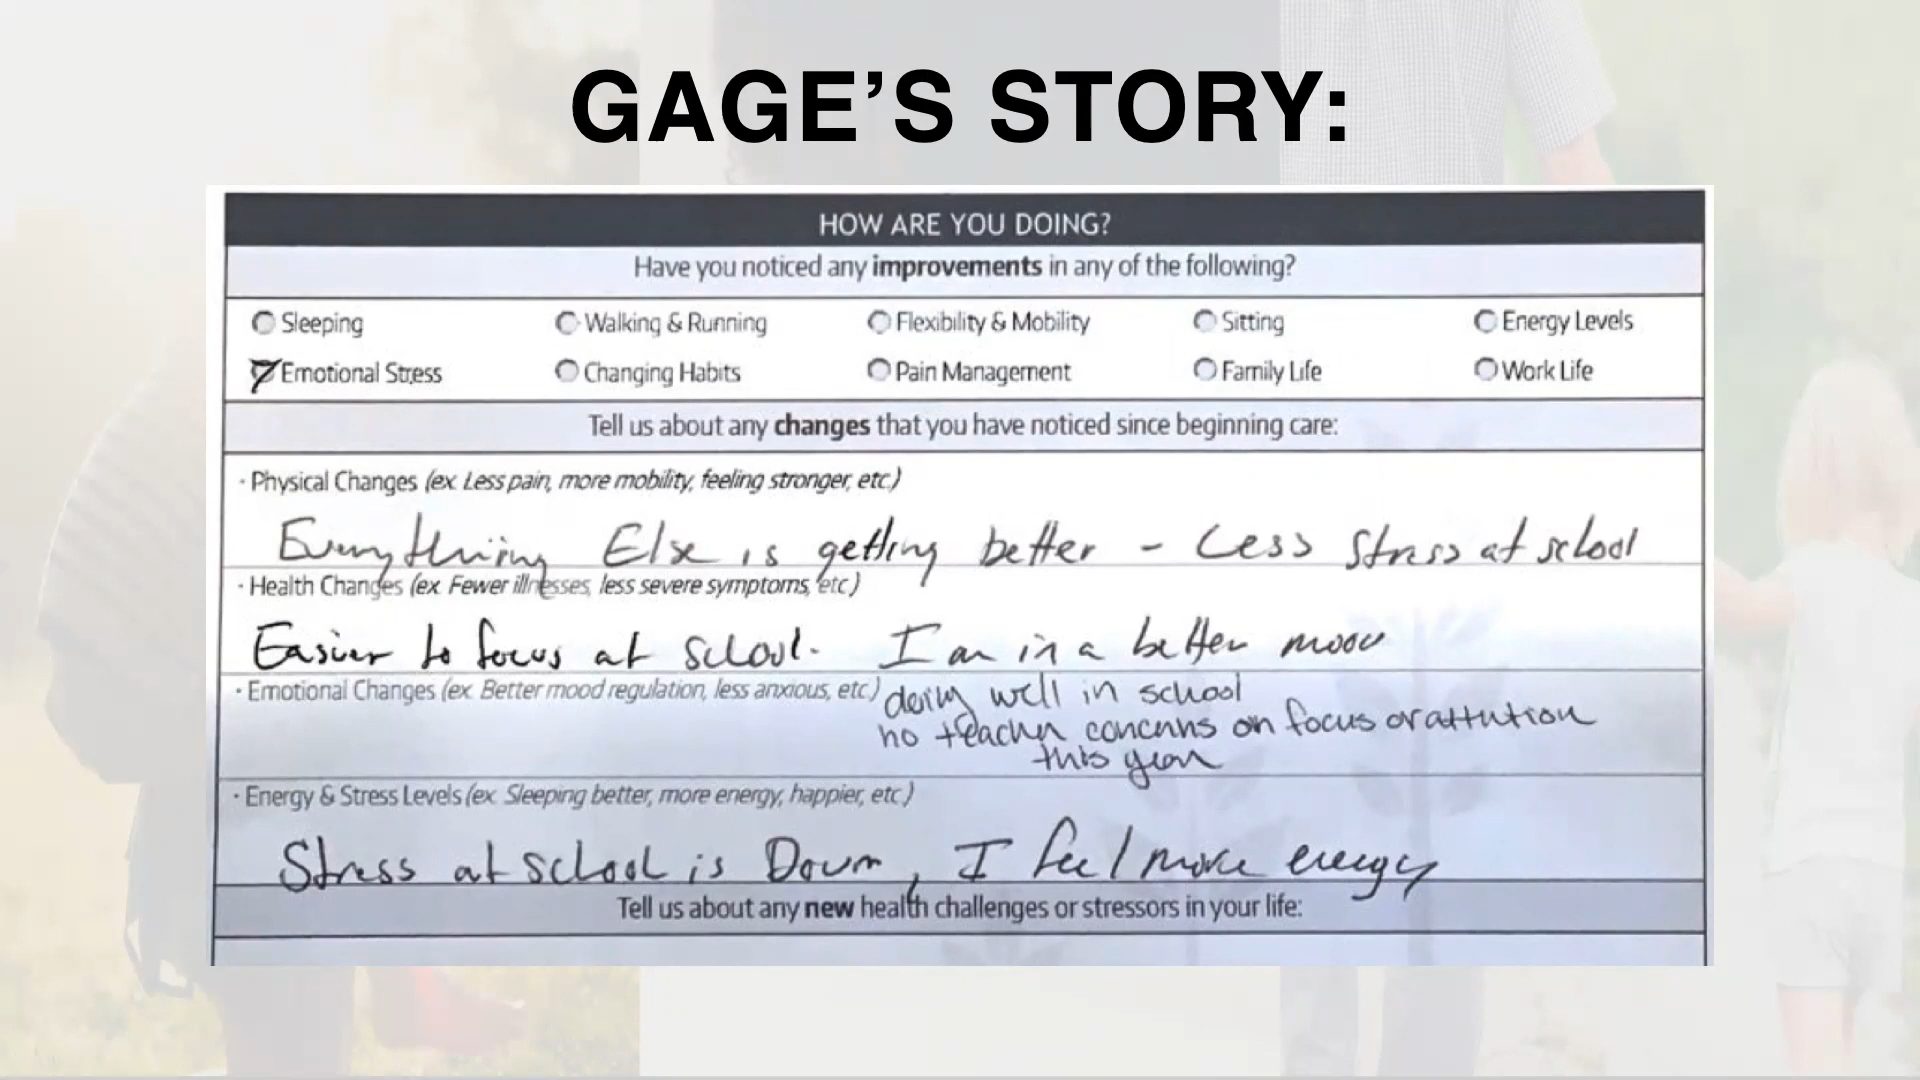 GAGE'S STORY:
HOW ARE YOU DOING?
Have you noticed any improvements in any of the following?
Sleeping Walking & Running Flexibility & Mobility Sitting Energy Levels
Emotional Stress Changing Habits Pain Management Family Life Work Life
Tell us about any changes that you have noticed since beginning care:
· Physical Changes (ex. Less pain, more mobility, feeling stronger, etc.)
Everything Else is getting better - Less Stress at school
· Health Changes (ex. Fewer illnesses, less severe symptoms, etc.)
Easier to focus at school. I am in a better mood
· Emotional Changes (ex. Better mood regulation, less anxious, etc.) doing well in school
no teacher concerns on focus or attention
this year
· Energy & Stress Levels (ex. Sleeping better, more energy, happier, etc.)
Stress at school is Down, I feel more energy
Tell us about any new health challenges or stressors in your life: